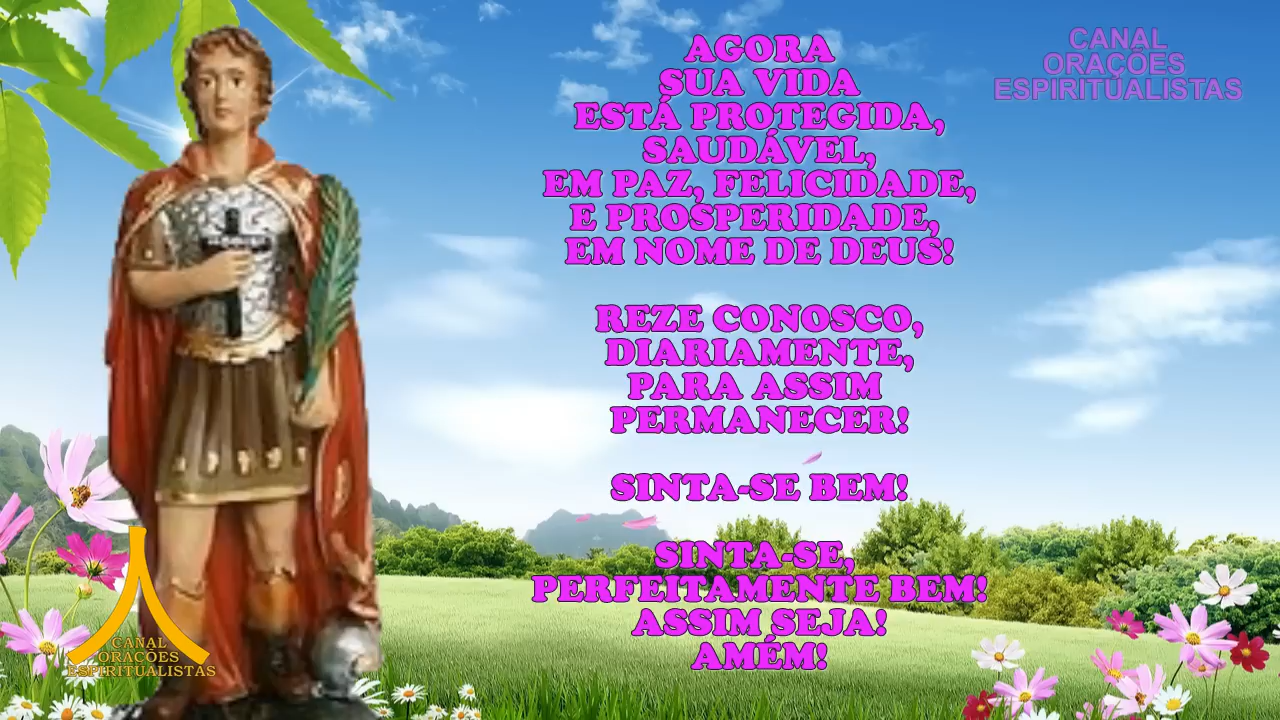 AGORA
SUA VIDA
ESTÁ PROTEGIDA,
SAUDÁVEL,
EM PAZ, FELICIDADE,
E PROSPERIDADE,
EM NOME DE DEUS!
REZE CONOSCO,
DIARIAMENTE,
PARA ASSIM
PERMANECER!
SINTA-SE BEM!
SINTA-SE,
PERFEITAMENTE BEM!
ASSIM SEJA!
AMÉM!
CANAL
ORAÇÕES
ESPIRITUALISTAS
CANAL
ORAÇÕES
ESPIRITUALISTAS